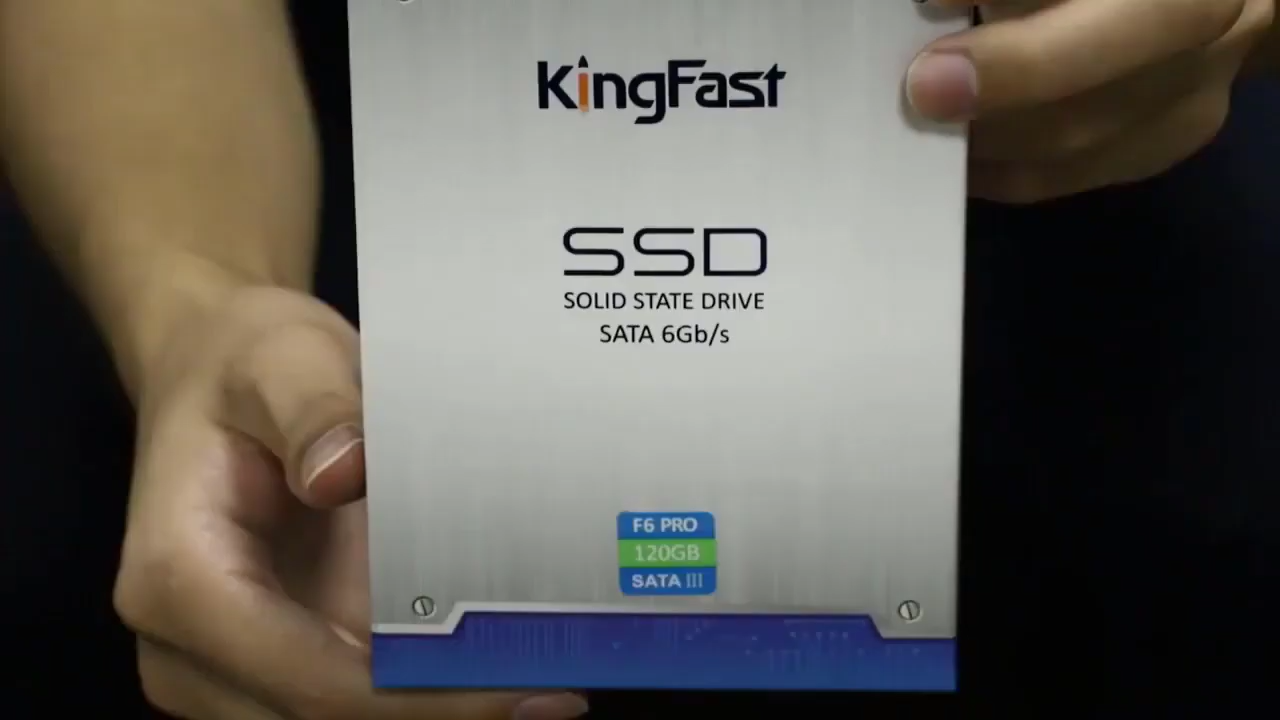 KingFast
SSD
SOLID STATE DRIVE
SATA 6Gb/s
F6 PRO
120GB
SATA III